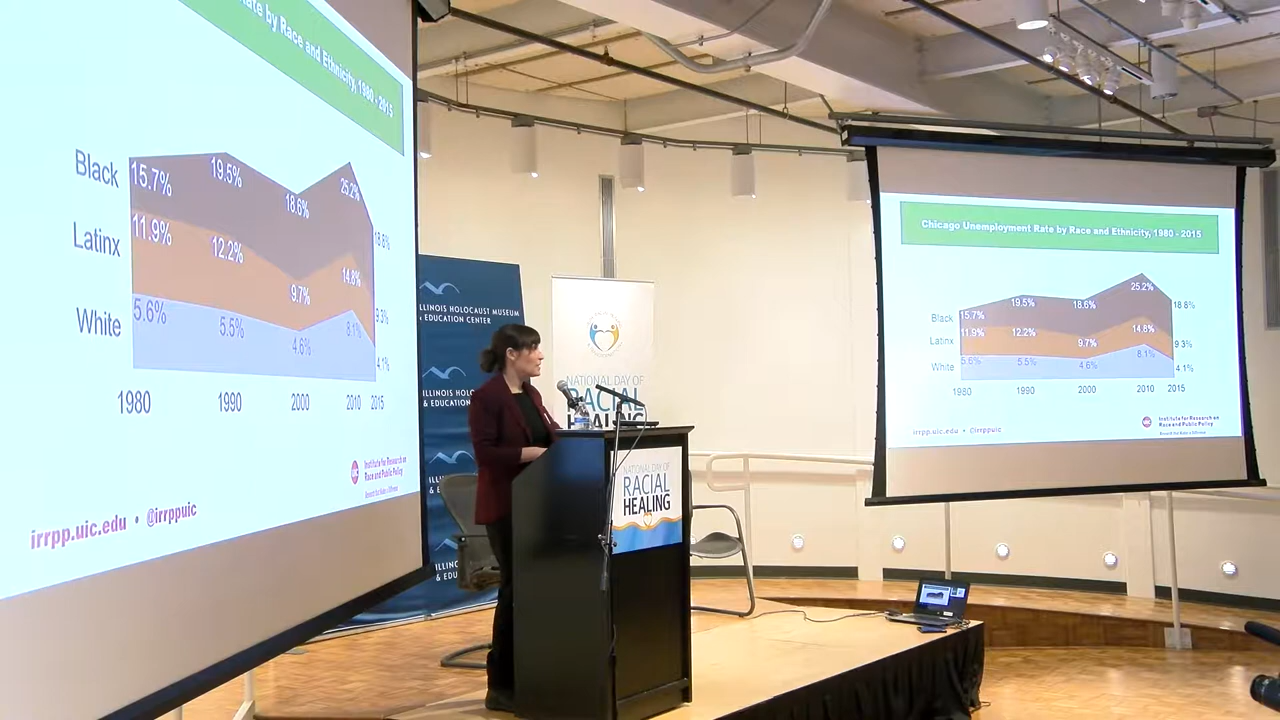 ate by Race and Ethnicity, 1980 - 2015
Black
15.7%
19.5%
18.6%
25.2%
18.8%
Latinx
11.9%
12.2%
9.7%
14.8%
9.3%
White
5.6%
5.5%
4.6%
8.1%
4.1%
1980
1990
2000
2010
2015
Institute for Research on
Race and Public Policy
irrpp.uic.edu • @irrppuic
ILLINOIS HOLOCAUST MUSEUM
& EDUCATION CENTER
ILLINOIS HOLOCA
& EDUCATION
ILLINO
& EDUC
NATIONAL DAY OF
RACIAL
HEALING
NATIONAL DAY OF
RACIAL
HEALING
Chicago Unemployment Rate by Race and Ethnicity, 1980 - 2015
Black
15.7%
19.5%
18.6%
25.2%
18.8%
Latinx
11.9%
12.2%
9.7%
14.8%
9.3%
White
5.6%
5.5%
4.6%
8.1%
4.1%
1980
1990
2000
2010
2015
irrpp.uic.edu • @irrppuic
Institute for Research on
Race and Public Policy